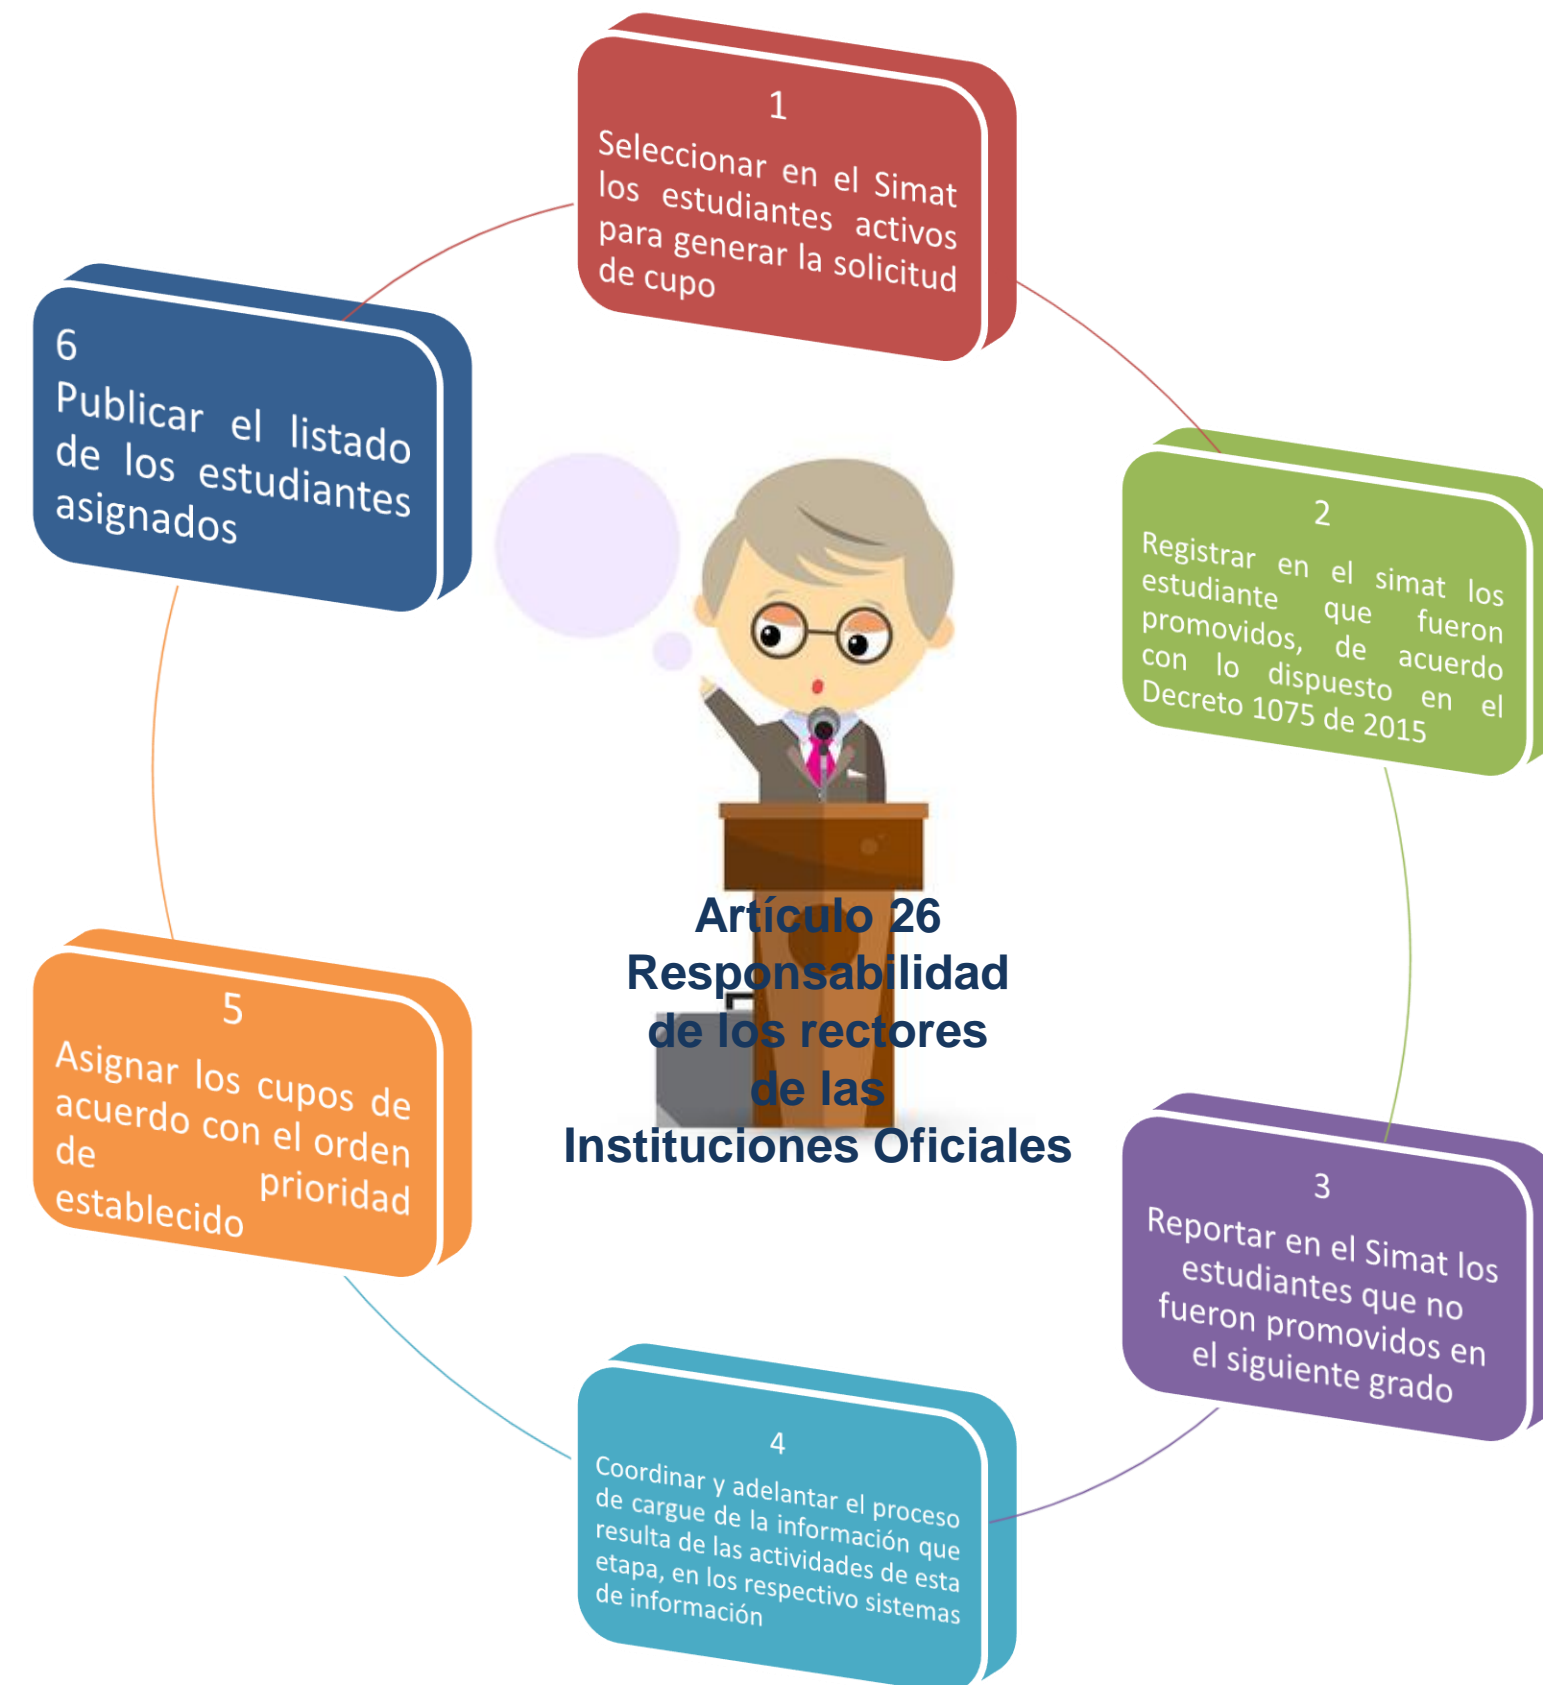 1
Seleccionar en el Simat
los estudiantes activos
para generar la solicitud
de cupo
2
Registrar en el simat los
estudiante que fueron
promovidos, de acuerdo
con lo dispuesto en el
Decreto 1075 de 2015
3
Reportar en el Simat los
estudiantes que no
fueron promovidos en
el siguiente grado
4
Coordinar y adelantar el proceso
de cargue de la información que
resulta de las actividades de esta
etapa, en los respectivo sistemas
de información
5
Asignar los cupos de
acuerdo con el orden
de prioridad
establecido
6
Publicar el listado
de los estudiantes
asignados
Artículo 26
Responsabilidad
de los rectores
de las
Instituciones Oficiales